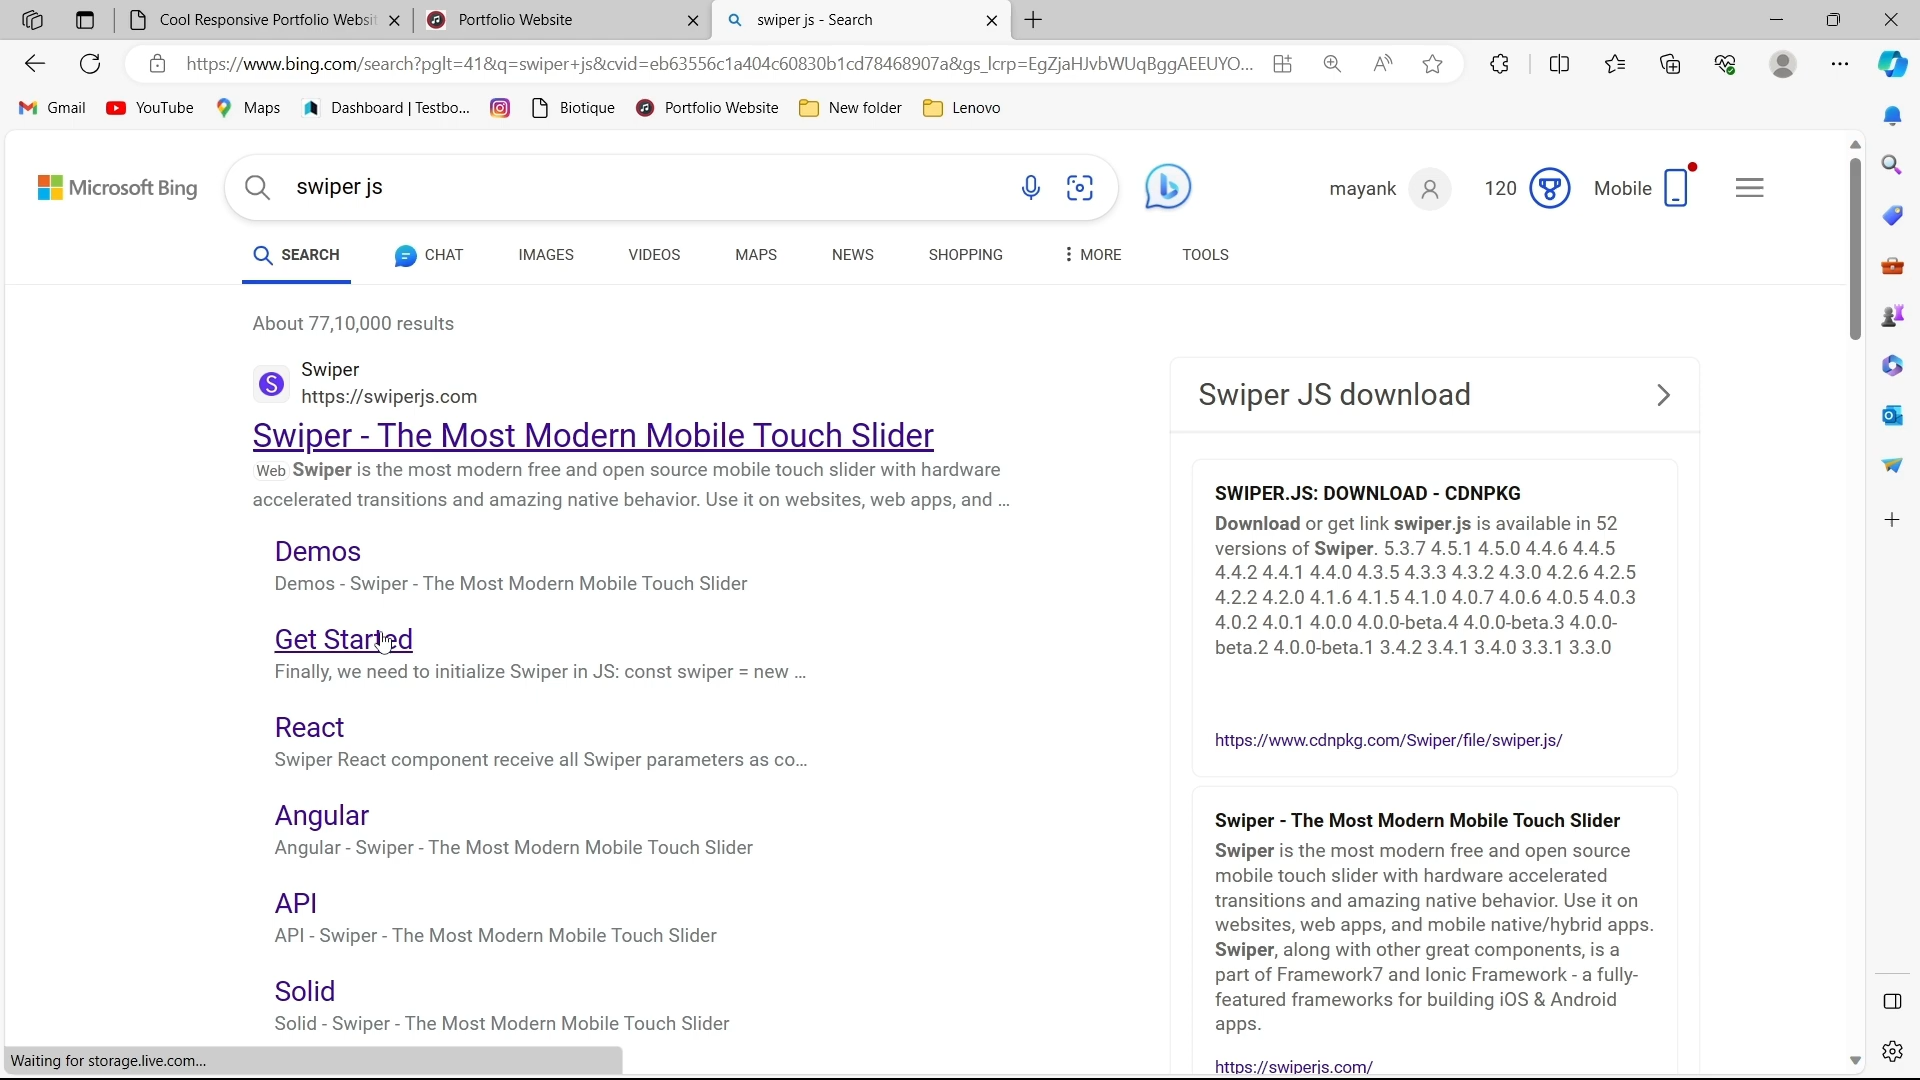 Cool Responsive Portfolio Websit
Portfolio Website
swiper js - Search
https://www.bing.com/search?pglt=41&q=swiper+js&cvid=eb63556c1a404c60830b1cd78468907a&gs_lcrp=EgZjaHJvbWUqBggAEEUYO...
Gmail
YouTube
Maps
Dashboard | Testbo...
Biotique
Portfolio Website
New folder
Lenovo
Microsoft Bing
swiper js
mayank
120
Mobile
SEARCH
CHAT
IMAGES
VIDEOS
MAPS
NEWS
SHOPPING
MORE
TOOLS
About 77,10,000 results
Swiper
https://swiperjs.com
Swiper - The Most Modern Mobile Touch Slider
Web Swiper is the most modern free and open source mobile touch slider with hardware
accelerated transitions and amazing native behavior. Use it on websites, web apps, and ...
Demos
Demos - Swiper - The Most Modern Mobile Touch Slider
Get Started
Finally, we need to initialize Swiper in JS: const swiper = new ...
React
Swiper React component receive all Swiper parameters as co...
Angular
Angular - Swiper - The Most Modern Mobile Touch Slider
API
API - Swiper - The Most Modern Mobile Touch Slider
Solid
Solid - Swiper - The Most Modern Mobile Touch Slider
Swiper JS download
SWIPER.JS: DOWNLOAD - CDNPKG
Download or get link swiper.js is available in 52
versions of Swiper. 5.3.7 4.5.1 4.5.0 4.4.6 4.4.5
4.4.2 4.4.1 4.4.0 4.3.5 4.3.3 4.3.2 4.3.0 4.2.6 4.2.5
4.2.2 4.2.0 4.1.6 4.1.5 4.1.0 4.0.7 4.0.6 4.0.5 4.0.3
4.0.2 4.0.1 4.0.0 4.0.0-beta.4 4.0.0-beta.3 4.0.0-
beta.2 4.0.0-beta.1 3.4.2 3.4.1 3.4.0 3.3.1 3.3.0
https://www.cdnpkg.com/Swiper/file/swiper.js/
Swiper - The Most Modern Mobile Touch Slider
Swiper is the most modern free and open source
mobile touch slider with hardware accelerated
transitions and amazing native behavior. Use it on
websites, web apps, and mobile native/hybrid apps.
Swiper, along with other great components, is a
part of Framework7 and Ionic Framework - a fully-
featured frameworks for building iOS & Android
apps.
https://swiperjs.com/
Waiting for storage.live.com...